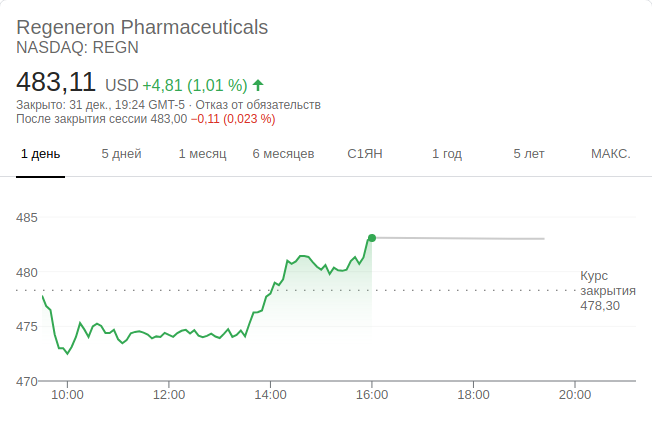 Regeneron Pharmaceuticals
NASDAQ: REGN
483,11 USD +4,81 (1,01 %)
Закрыто: 31 дек., 19:24 GMT-5 · Отказ от обязательств
После закрытия сессии 483,00 −0,11 (0,023 %)
1 день 5 дней 1 месяц 6 месяцев С1ЯН 1 год 5 лет МАКС.
485
480
Курс
закрытия
478,30
475
470
10:00 12:00 14:00 16:00 18:00 20:00